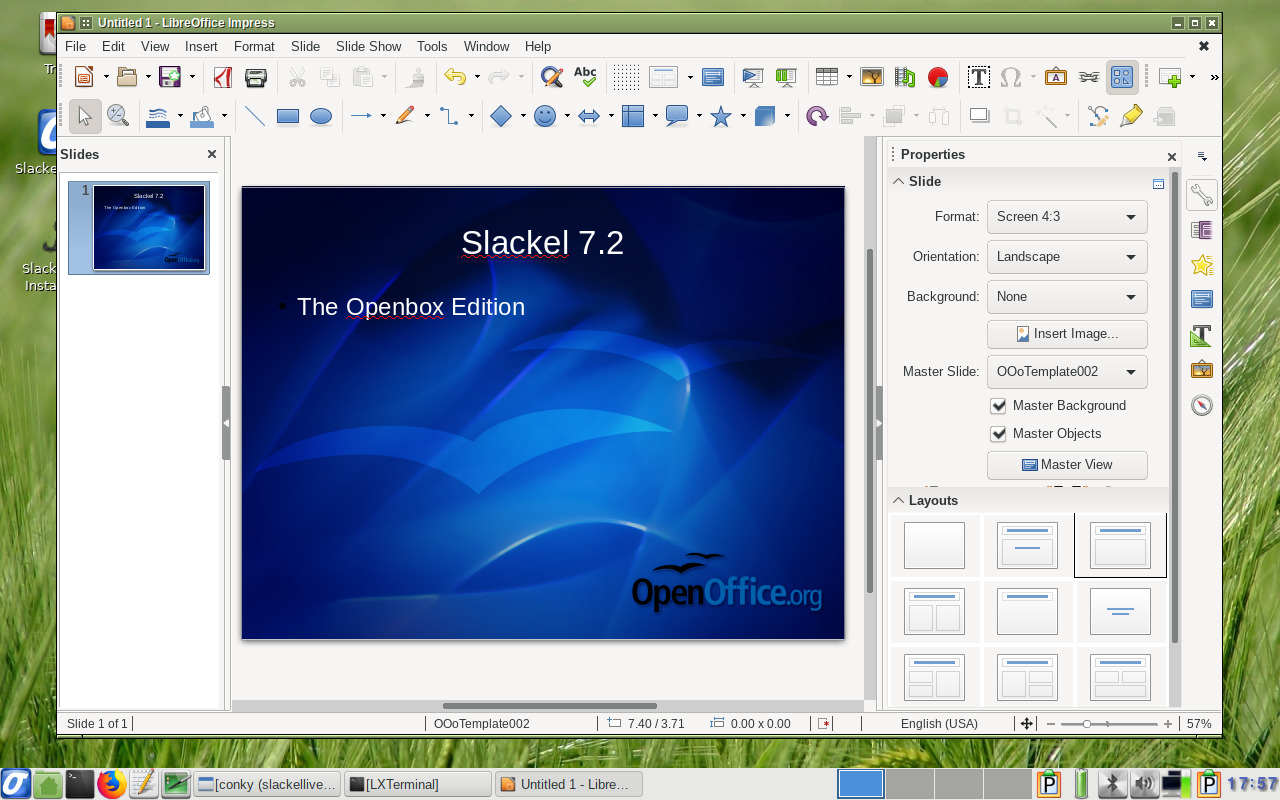 Untitled 1 - LibreOffice Impress
File Edit View Insert Format Slide Slide Show Tools Window Help
Abc
Slides
1
Slackel 7.2
The Openbox Edition
OpenOffice.org
Slackel 7.2
• The Openbox Edition
OpenOffice.org
Properties
Slide
Format: Screen 4:3
Orientation: Landscape
Background: None
Insert Image...
Master Slide: OOoTemplate002
Master Background
Master Objects
Master View
Layouts
Slide 1 of 1 OOoTemplate002 7.40 / 3.71 0.00 x 0.00 English (USA) 57%
[conky (slackellive... [LXTerminal] Untitled 1 - Libre... 17:57